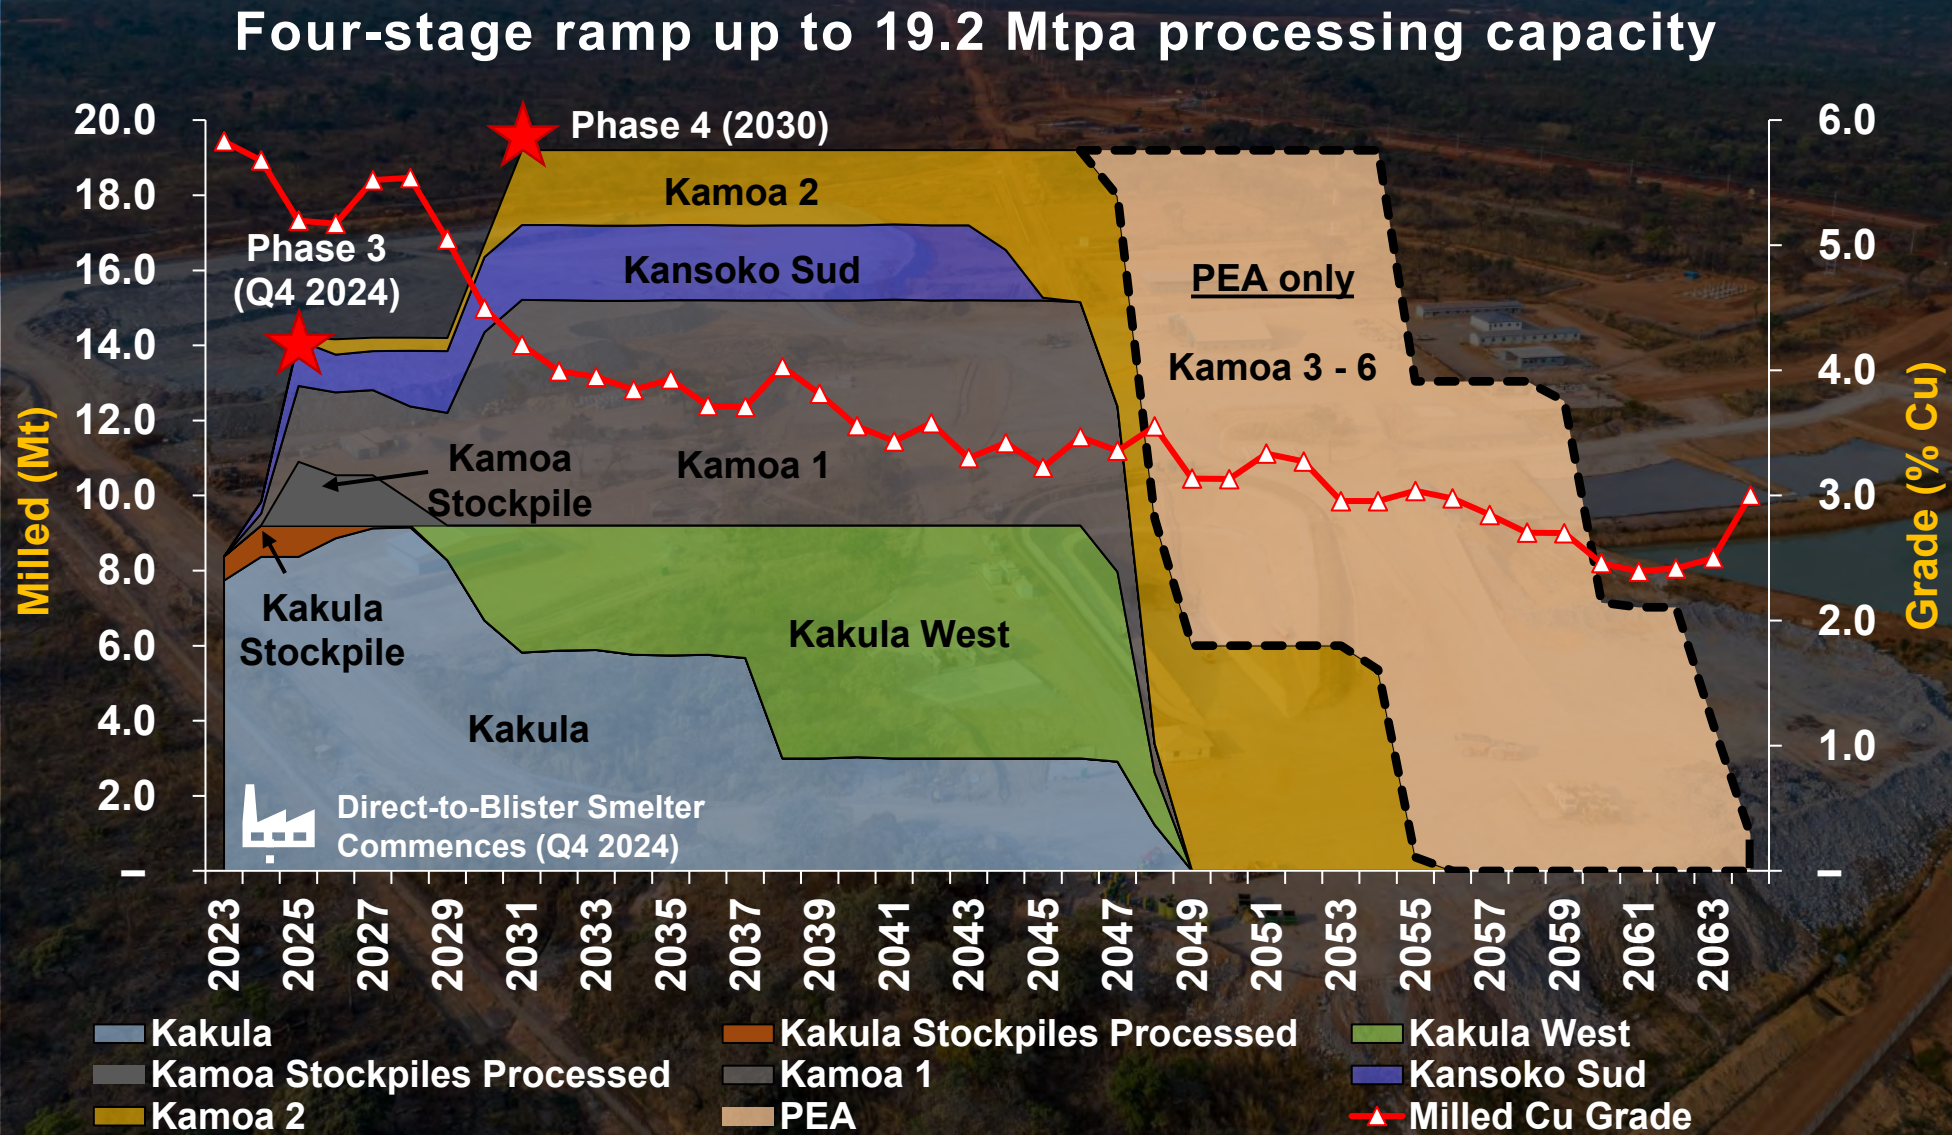 Four-stage ramp up to 19.2 Mtpa processing capacity
20.0
18.0
16.0
14.0
12.0
10.0
8.0
6.0
4.0
2.0
–
Milled (Mt)
6.0
5.0
4.0
3.0
2.0
1.0
–
Grade (% Cu)
Phase 4 (2030)
Phase 3
(Q4 2024)
Kamoa 2
Kansoko Sud
PEA only
Kamoa 3 - 6
Kamoa
Stockpile
Kamoa 1
Kakula
Stockpile
Kakula West
Kakula
Direct-to-Blister Smelter
Commences (Q4 2024)
2023
2025
2027
2029
2031
2033
2035
2037
2039
2041
2043
2045
2047
2049
2051
2053
2055
2057
2059
2061
2063
Kakula
Kakula Stockpiles Processed
Kakula West
Kamoa Stockpiles Processed
Kamoa 1
Kansoko Sud
Kamoa 2
PEA
Milled Cu Grade